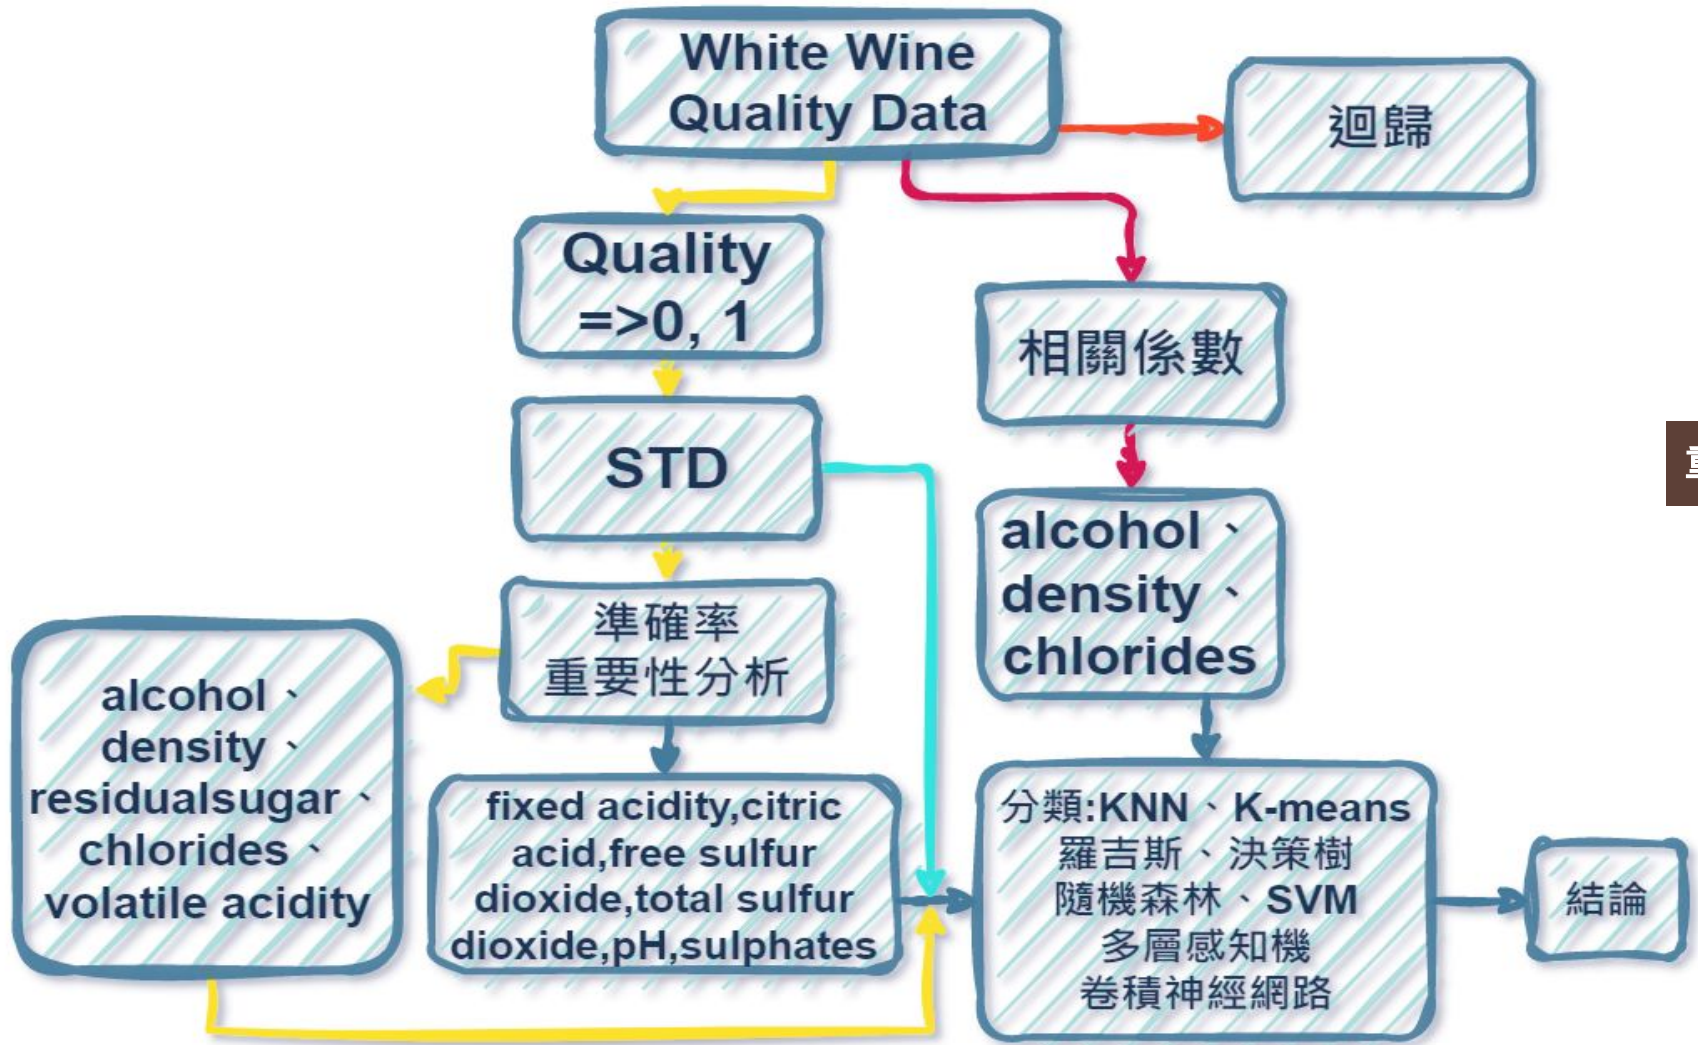 White Wine
Quality Data
迴歸
Quality
=>0, 1
相關係數
STD
alcohol、
density、
chlorides
準確率
重要性分析
alcohol、
density、
residualsugar、
chlorides、
volatile acidity
fixed acidity,citric
acid,free sulfur
dioxide,total sulfur
dioxide,pH,sulphates
分類:KNN、K-means
羅吉斯、決策樹
隨機森林、SVM
多層感知機
卷積神經網路
結論